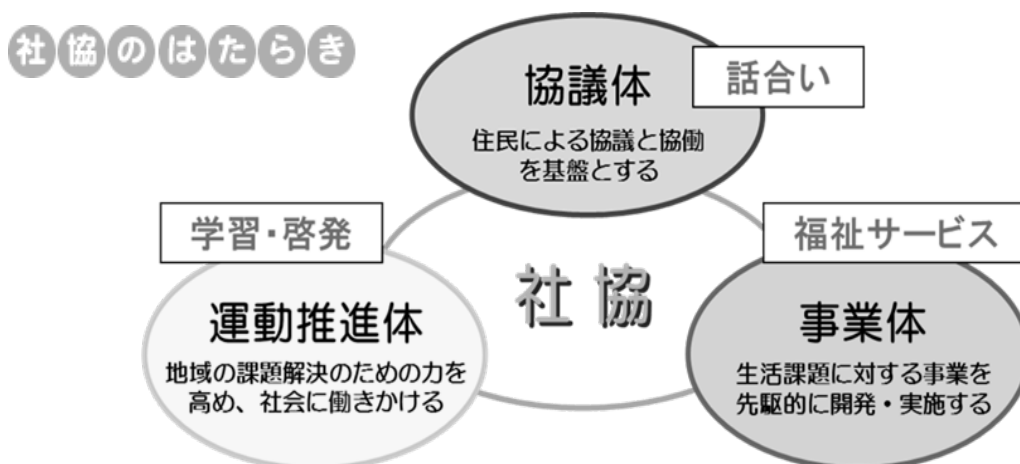 社協のはたらき
協議体
話合い
住民による協議と協働
を基盤とする
学習・啓発
福祉サービス
社協
運動推進体
地域の課題解決のための力を
高め、社会に働きかける
事業体
生活課題に対する事業を
先駆的に開発・実施する